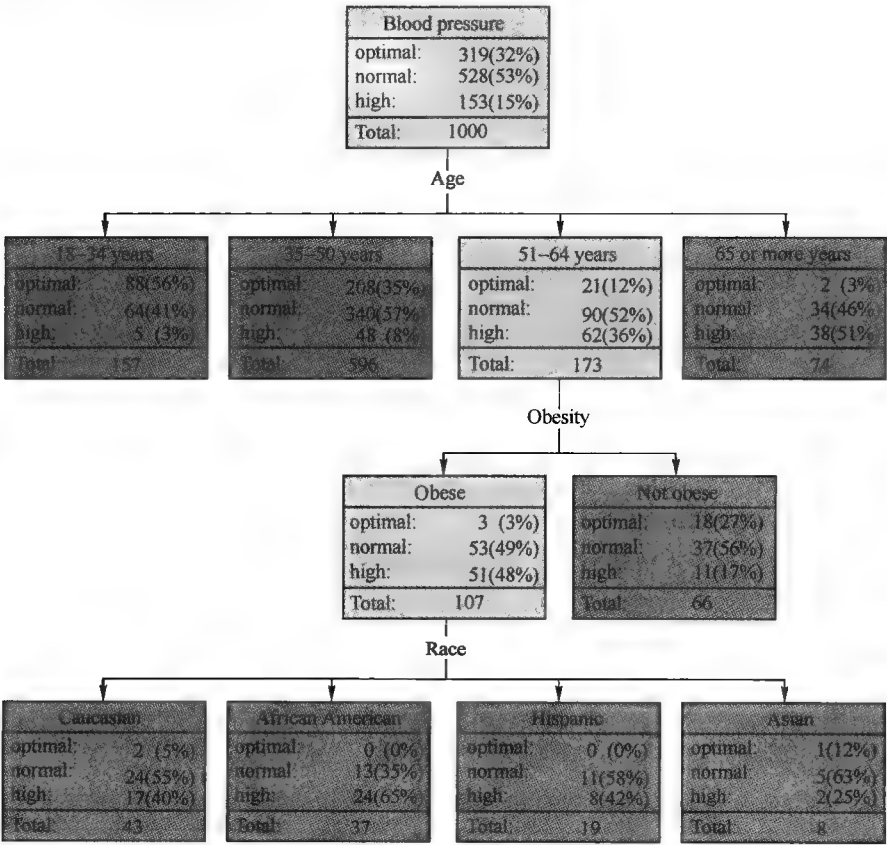 Blood pressure
optimal: 319(32%)
normal: 528(53%)
high: 153(15%)
Total: 1000
Age
18–34 years
optimal: 88(56%)
normal: 64(41%)
high: 5 (3%)
Total: 157
35–50 years
optimal: 208(35%)
normal: 340(57%)
high: 48 (8%)
Total: 596
51–64 years
optimal: 21(12%)
normal: 90(52%)
high: 62(36%)
Total: 173
65 or more years
optimal: 2 (3%)
normal: 34(46%)
high: 38(51%)
Total: 74
Obesity
Obese
optimal: 3 (3%)
normal: 53(49%)
high: 51(48%)
Total: 107
Not obese
optimal: 18(27%)
normal: 37(56%)
high: 11(17%)
Total: 66
Race
Caucasian
optimal: 2 (5%)
normal: 24(55%)
high: 17(40%)
Total: 43
African American
optimal: 0 (0%)
normal: 13(35%)
high: 24(65%)
Total: 37
Hispanic
optimal: 0 (0%)
normal: 11(58%)
high: 8(42%)
Total: 19
Asian
optimal: 1(12%)
normal: 5(63%)
high: 2(25%)
Total: 8